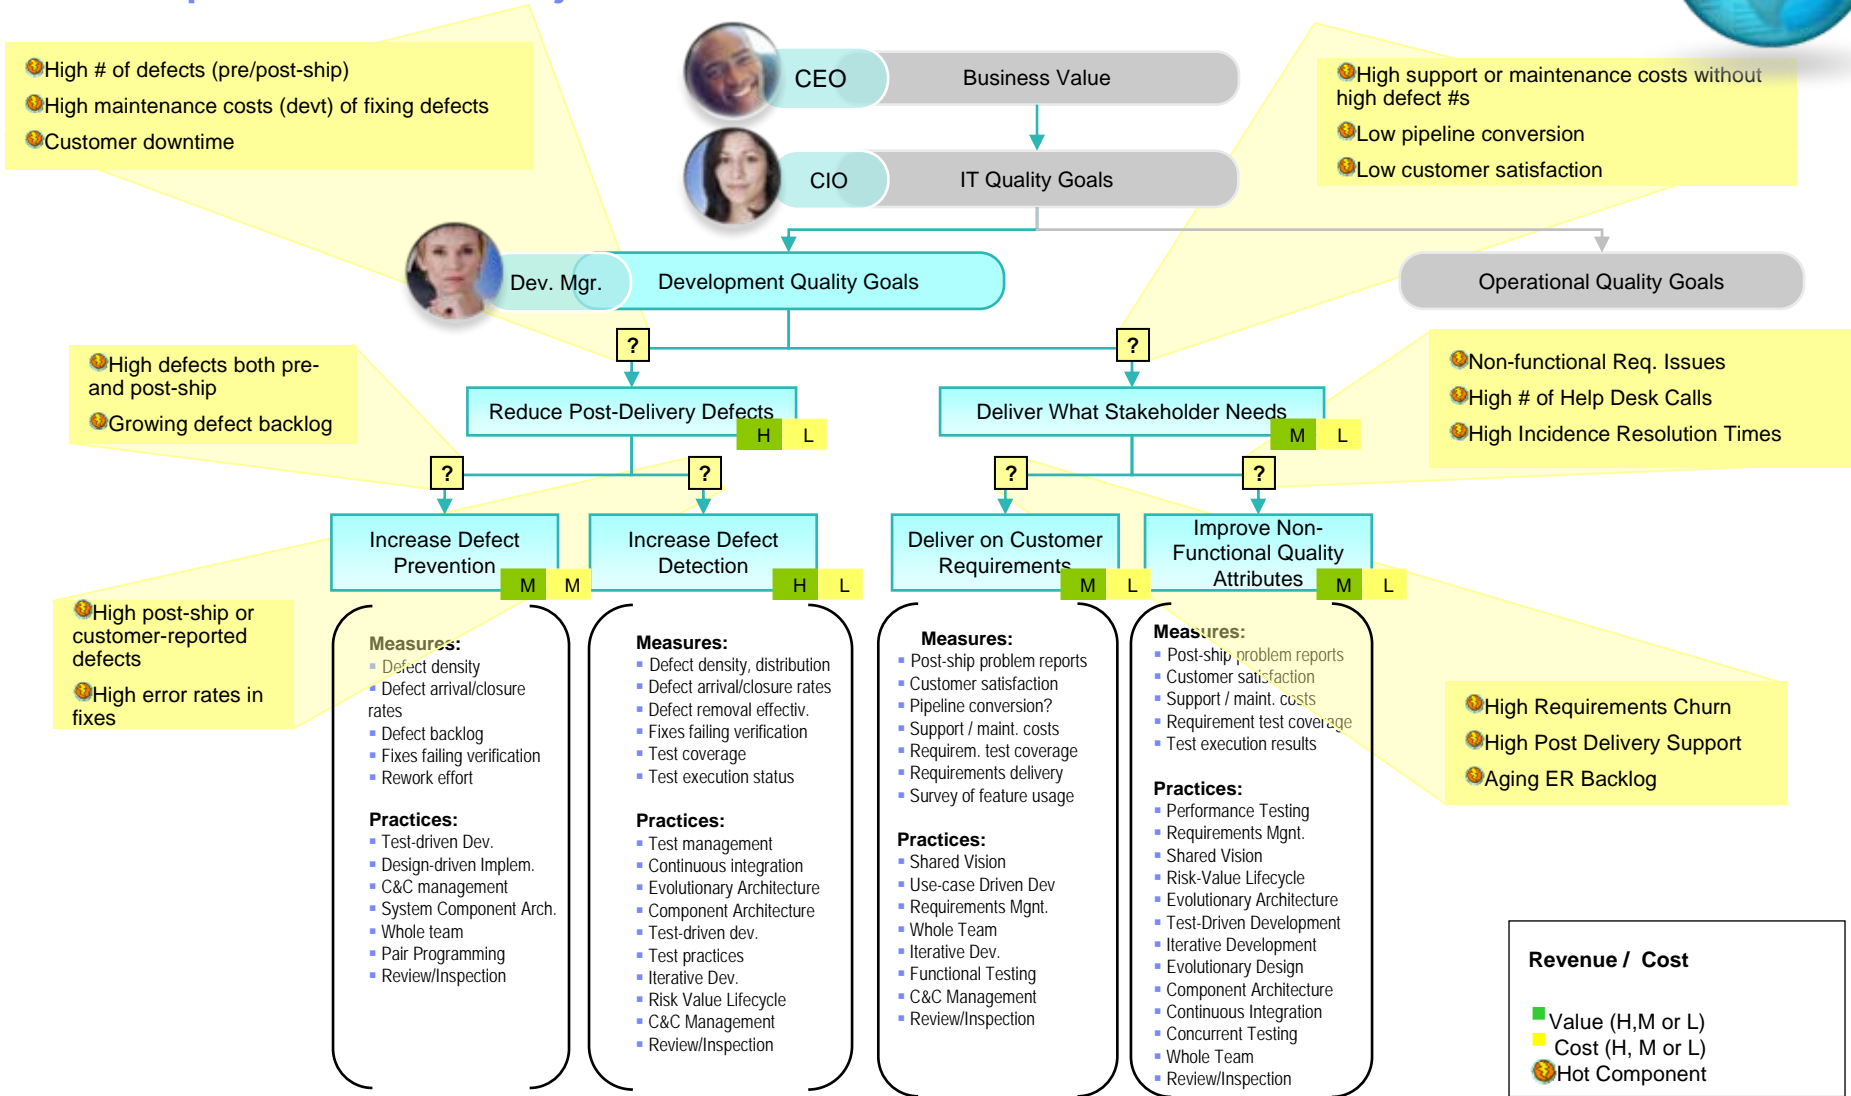 High # of defects (pre/post-ship)
High maintenance costs (devt) of fixing defects
Customer downtime
CEO
Business Value
CIO
IT Quality Goals
High support or maintenance costs without
high defect #s
Low pipeline conversion
Low customer satisfaction
Dev. Mgr.
Development Quality Goals
Operational Quality Goals
?
?
High defects both pre-
and post-ship
Growing defect backlog
Reduce Post-Delivery Defects
H L
Deliver What Stakeholder Needs
M L
Non-functional Req. Issues
High # of Help Desk Calls
High Incidence Resolution Times
?
?
?
?
Increase Defect
Prevention
M M
Increase Defect
Detection
H L
Deliver on Customer
Requirements
M L
Improve Non-
Functional Quality
Attributes
M L
High post-ship or
customer-reported
defects
High error rates in
fixes
Measures:
Defect density
Defect arrival/closure
rates
Defect backlog
Fixes failing verification
Rework effort
Practices:
Test-driven Dev.
Design-driven Implem.
C&C management
System Component Arch.
Whole team
Pair Programming
Review/Inspection
Measures:
Defect density, distribution
Defect arrival/closure rates
Defect removal effectiv.
Fixes failing verification
Test coverage
Test execution status
Practices:
Test management
Continuous integration
Evolutionary Architecture
Component Architecture
Test-driven dev.
Test practices
Iterative Dev.
Risk Value Lifecycle
C&C Management
Review/Inspection
Measures:
Post-ship problem reports
Customer satisfaction
Pipeline conversion?
Support / maint. costs
Requirem. test coverage
Requirements delivery
Survey of feature usage
Practices:
Shared Vision
Use-case Driven Dev
Requirements Mgnt.
Whole Team
Iterative Dev.
Functional Testing
C&C Management
Review/Inspection
Measures:
Post-ship problem reports
Customer satisfaction
Support / maint. costs
Requirement test coverage
Test execution results
Practices:
Performance Testing
Requirements Mgnt.
Shared Vision
Risk-Value Lifecycle
Evolutionary Architecture
Test-Driven Development
Iterative Development
Evolutionary Design
Component Architecture
Continuous Integration
Concurrent Testing
Whole Team
Review/Inspection
High Requirements Churn
High Post Delivery Support
Aging ER Backlog
Revenue / Cost
Value (H,M or L)
Cost (H, M or L)
Hot Component